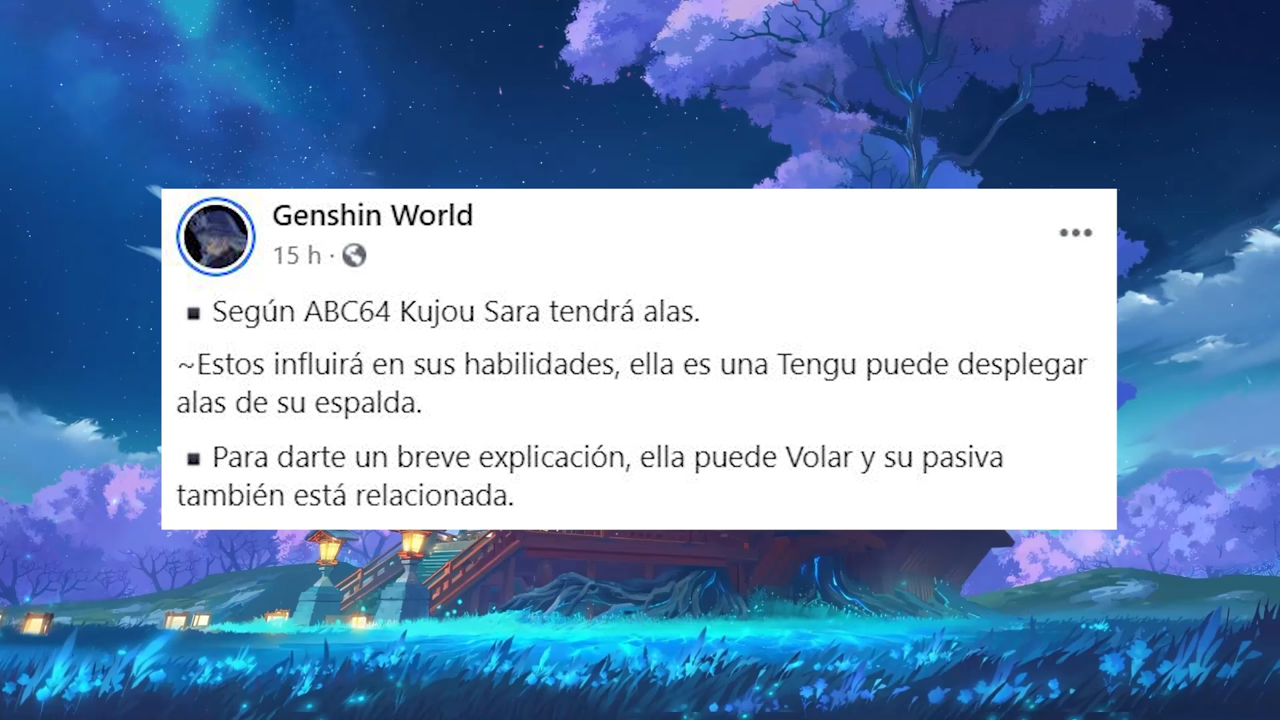 Genshin World
15 h ·
▪ Según ABC64 Kujou Sara tendrá alas.
~Estos influirá en sus habilidades, ella es una Tengu puede desplegar
alas de su espalda.
▪ Para darte un breve explicación, ella puede Volar y su pasiva
también está relacionada.